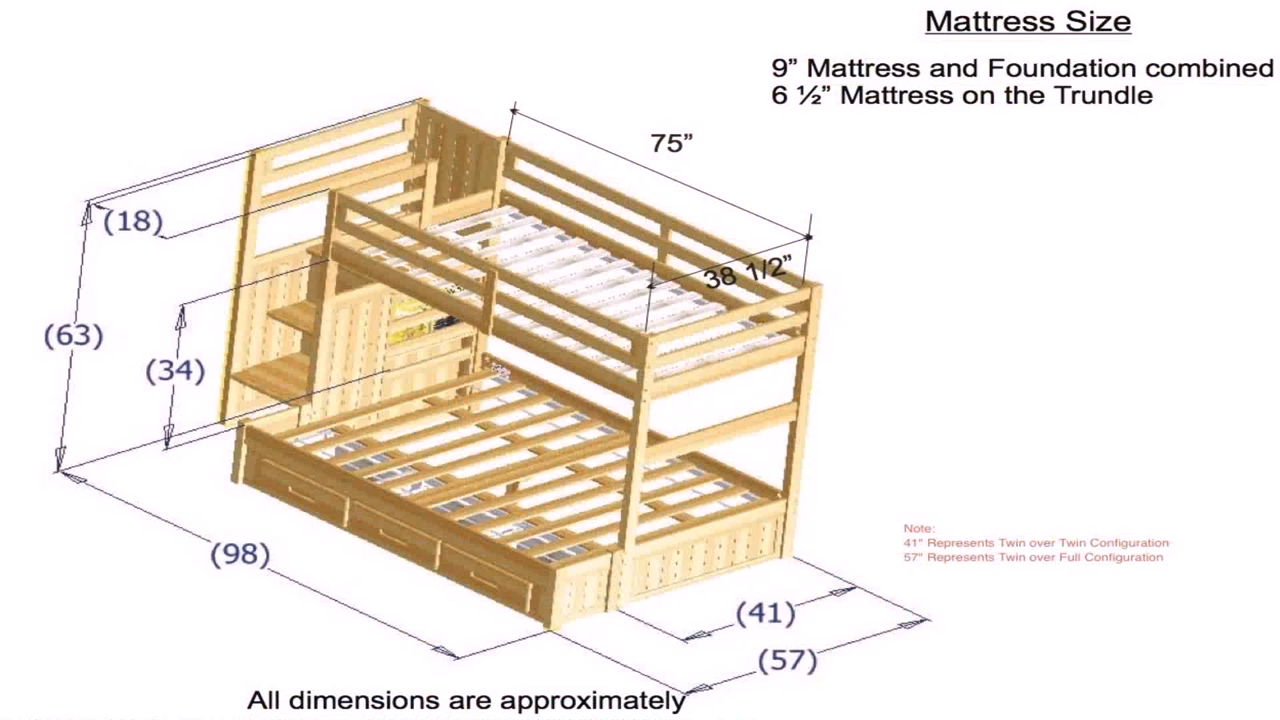 Mattress Size
9” Mattress and Foundation combined
6 ½” Mattress on the Trundle
75”
(18)
38 1/2”
(63)
(34)
Note:
41" Represents Twin over Twin Configuration
57" Represents Twin over Full Configuration
(98)
(41)
(57)
All dimensions are approximately